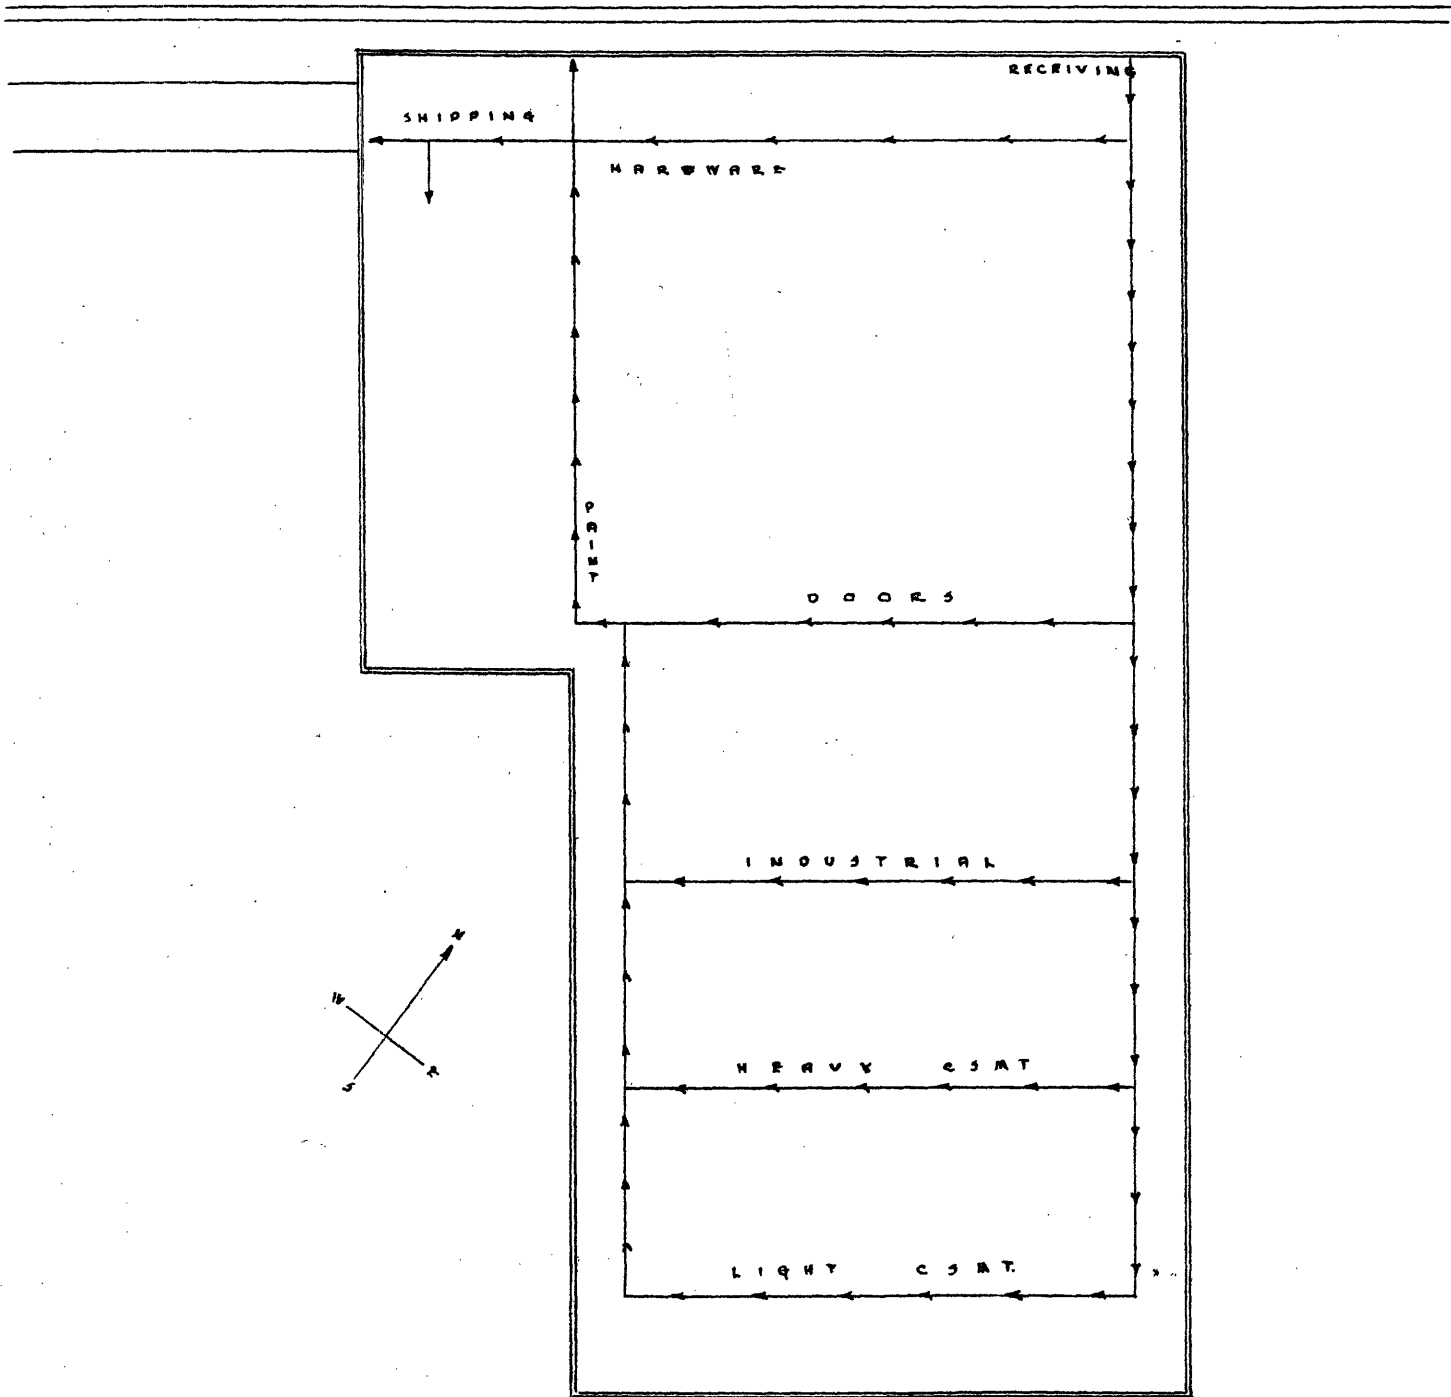 RECEIVING
SHIPPING
HARDWARE
PAINT
DOORS
INDUSTRIAL
N
W
E
S
HEAVY CSMT
LIGHT CSMT.